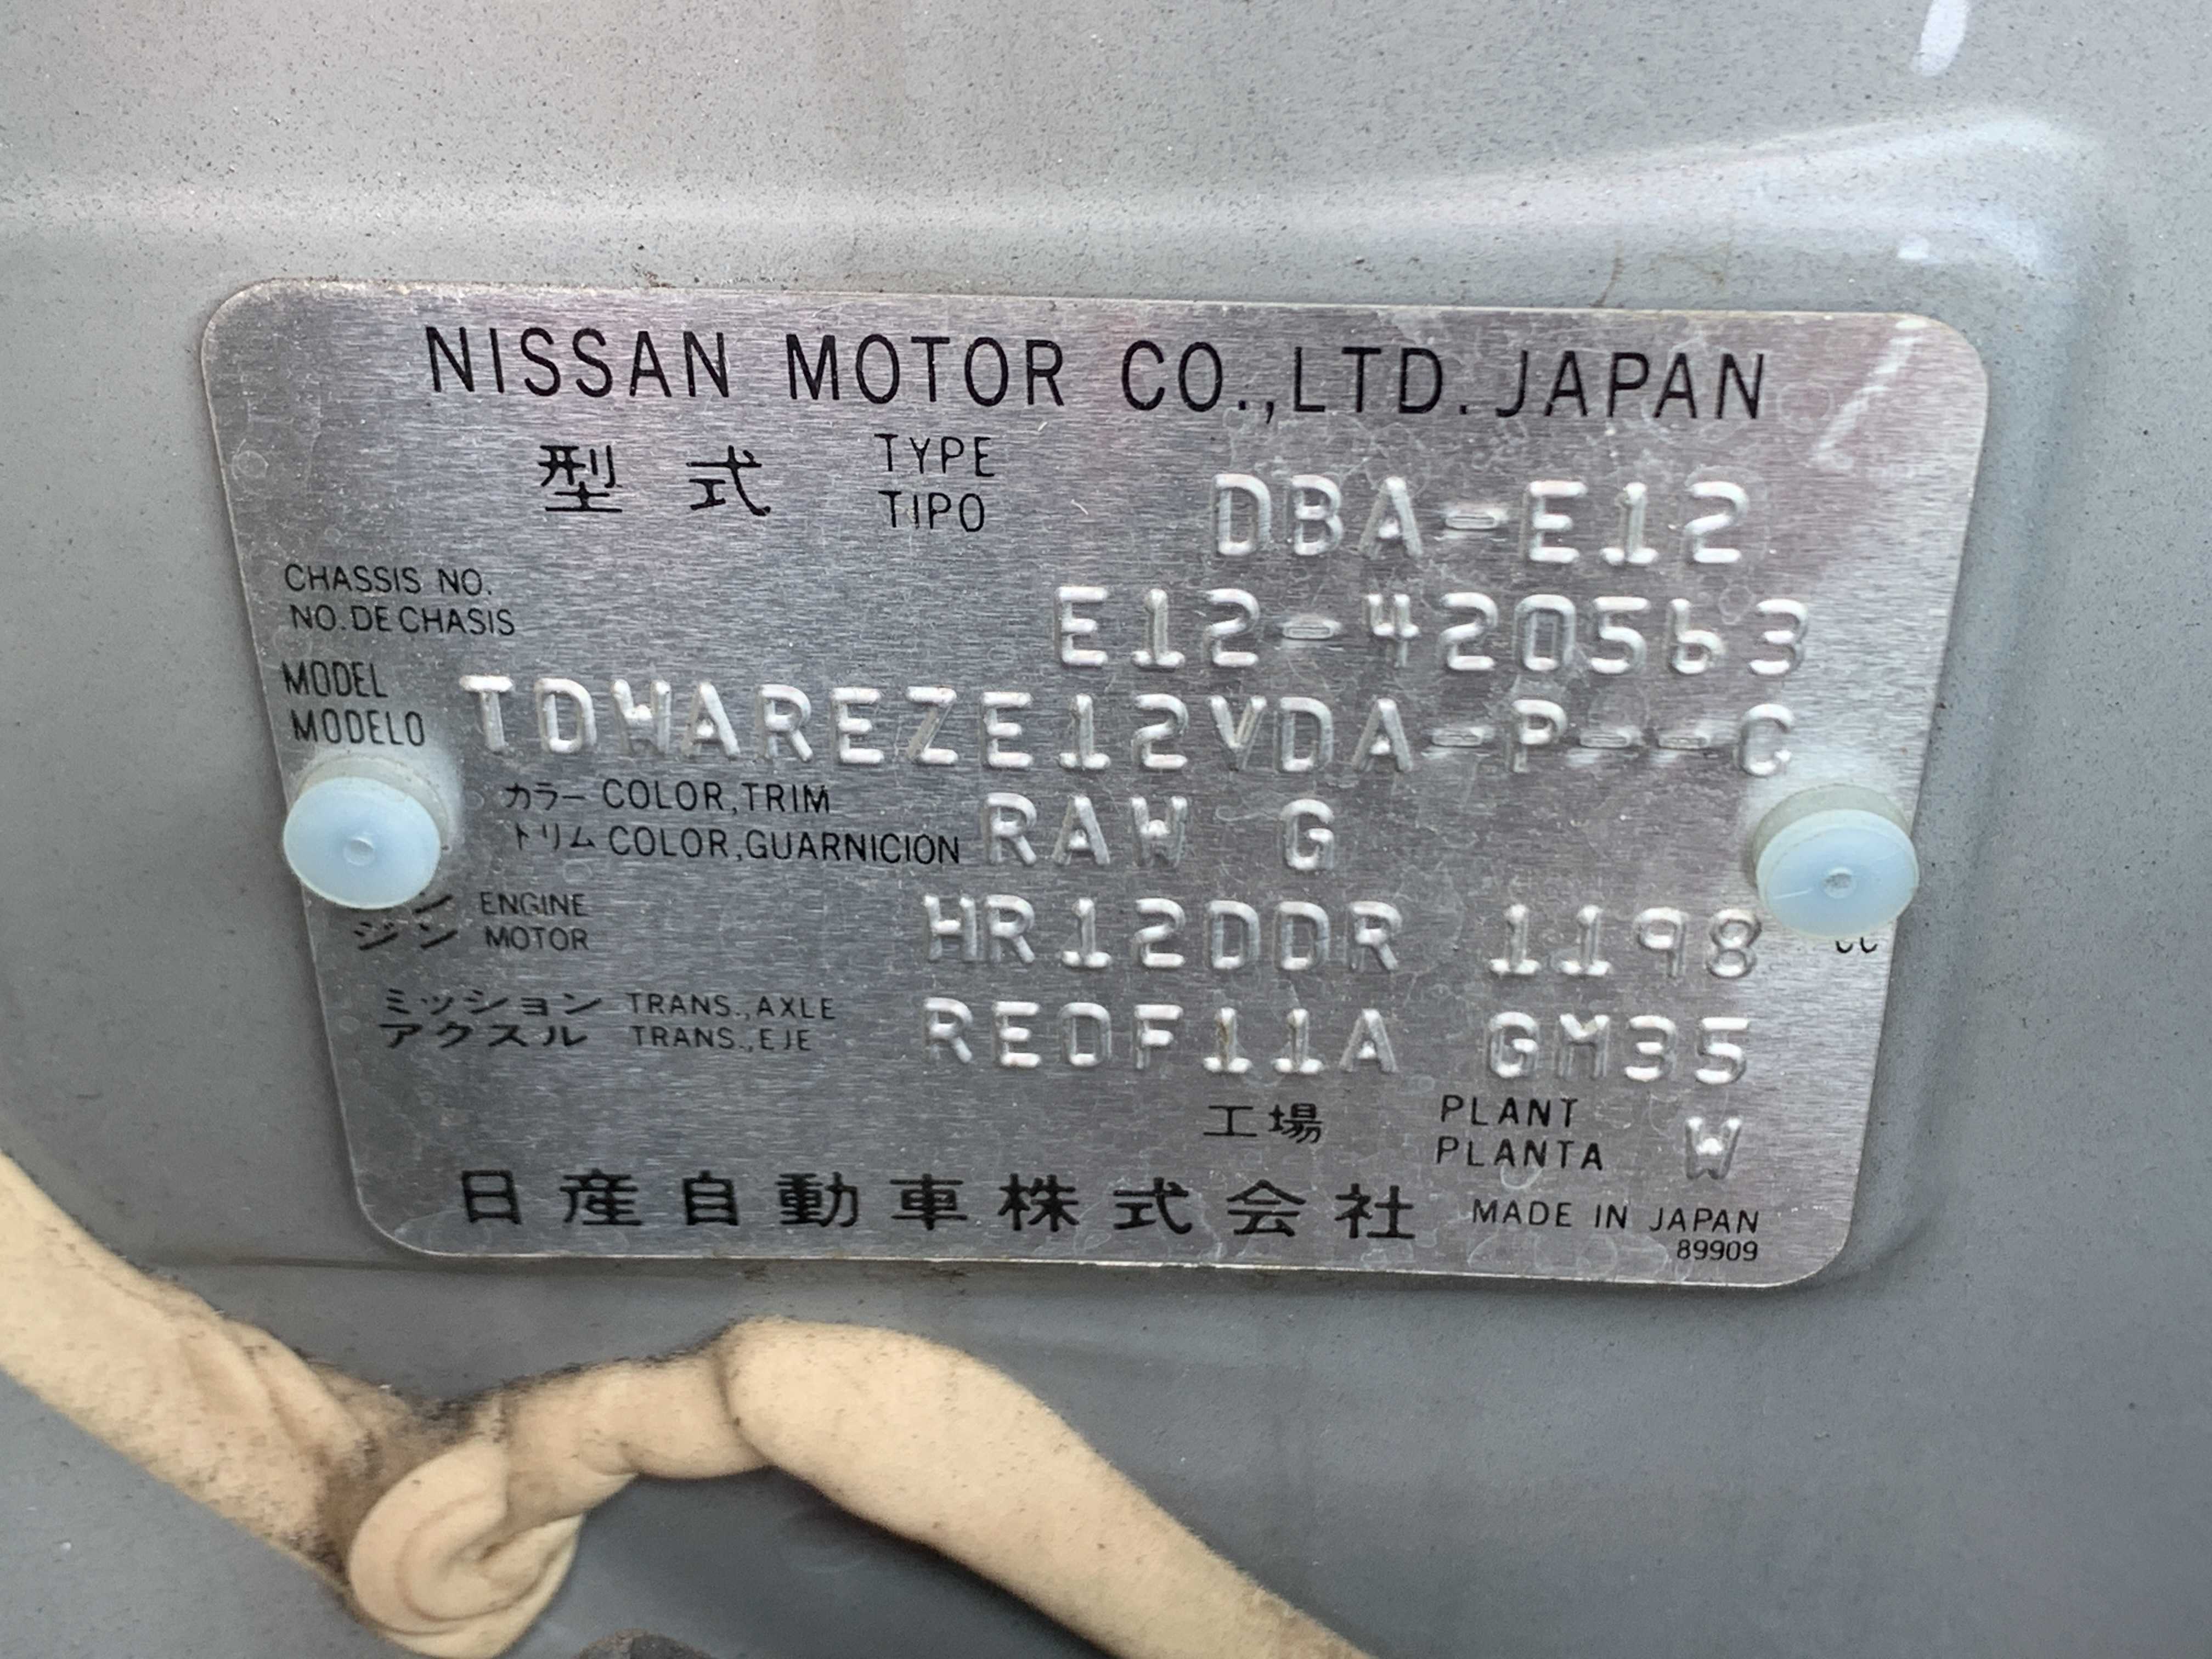 NISSAN MOTOR CO.,LTD. JAPAN
型式 TYPE DBA-E12
TIPO
CHASSIS NO. E12-420563
NO. DE CHASIS
MODEL TDWAREZE12VDA-P---C
MODELO
カラー COLOR,TRIM RAW G
トリム COLOR,GUARNICION
ン ENGINE HR12DDR 1198
ジン MOTOR
ミッション TRANS.,AXLE RE0F11A GM35
アクスル TRANS.,EJE
工場 PLANT W
PLANTA
日産自動車株式会社 MADE IN JAPAN
89909